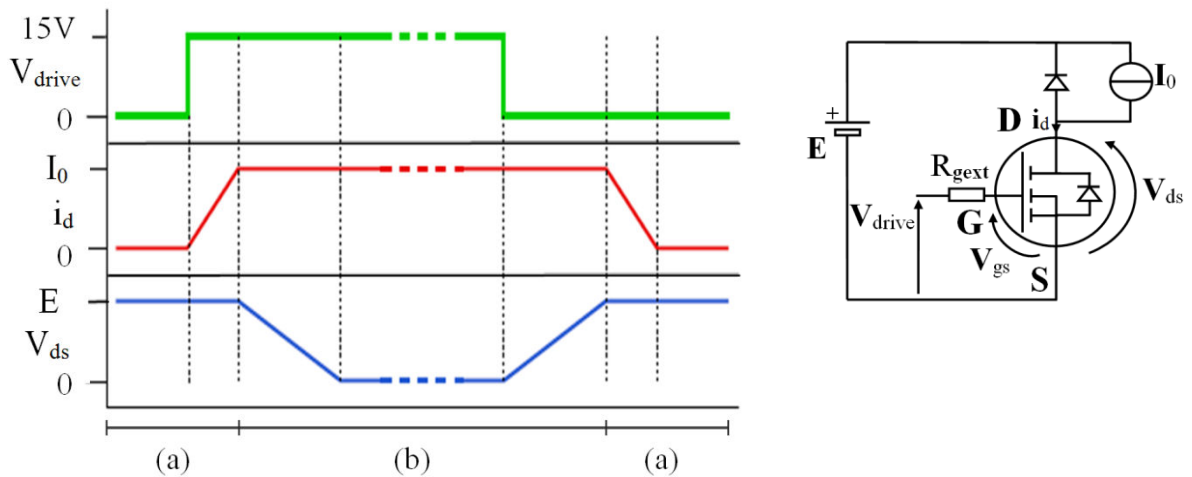 15V
Vdrive
0
I0
id
0
E
Vds
0
(a) (b) (a)
+
E
I0
D id
Rgext
Vdrive
G
Vgs
S
Vds